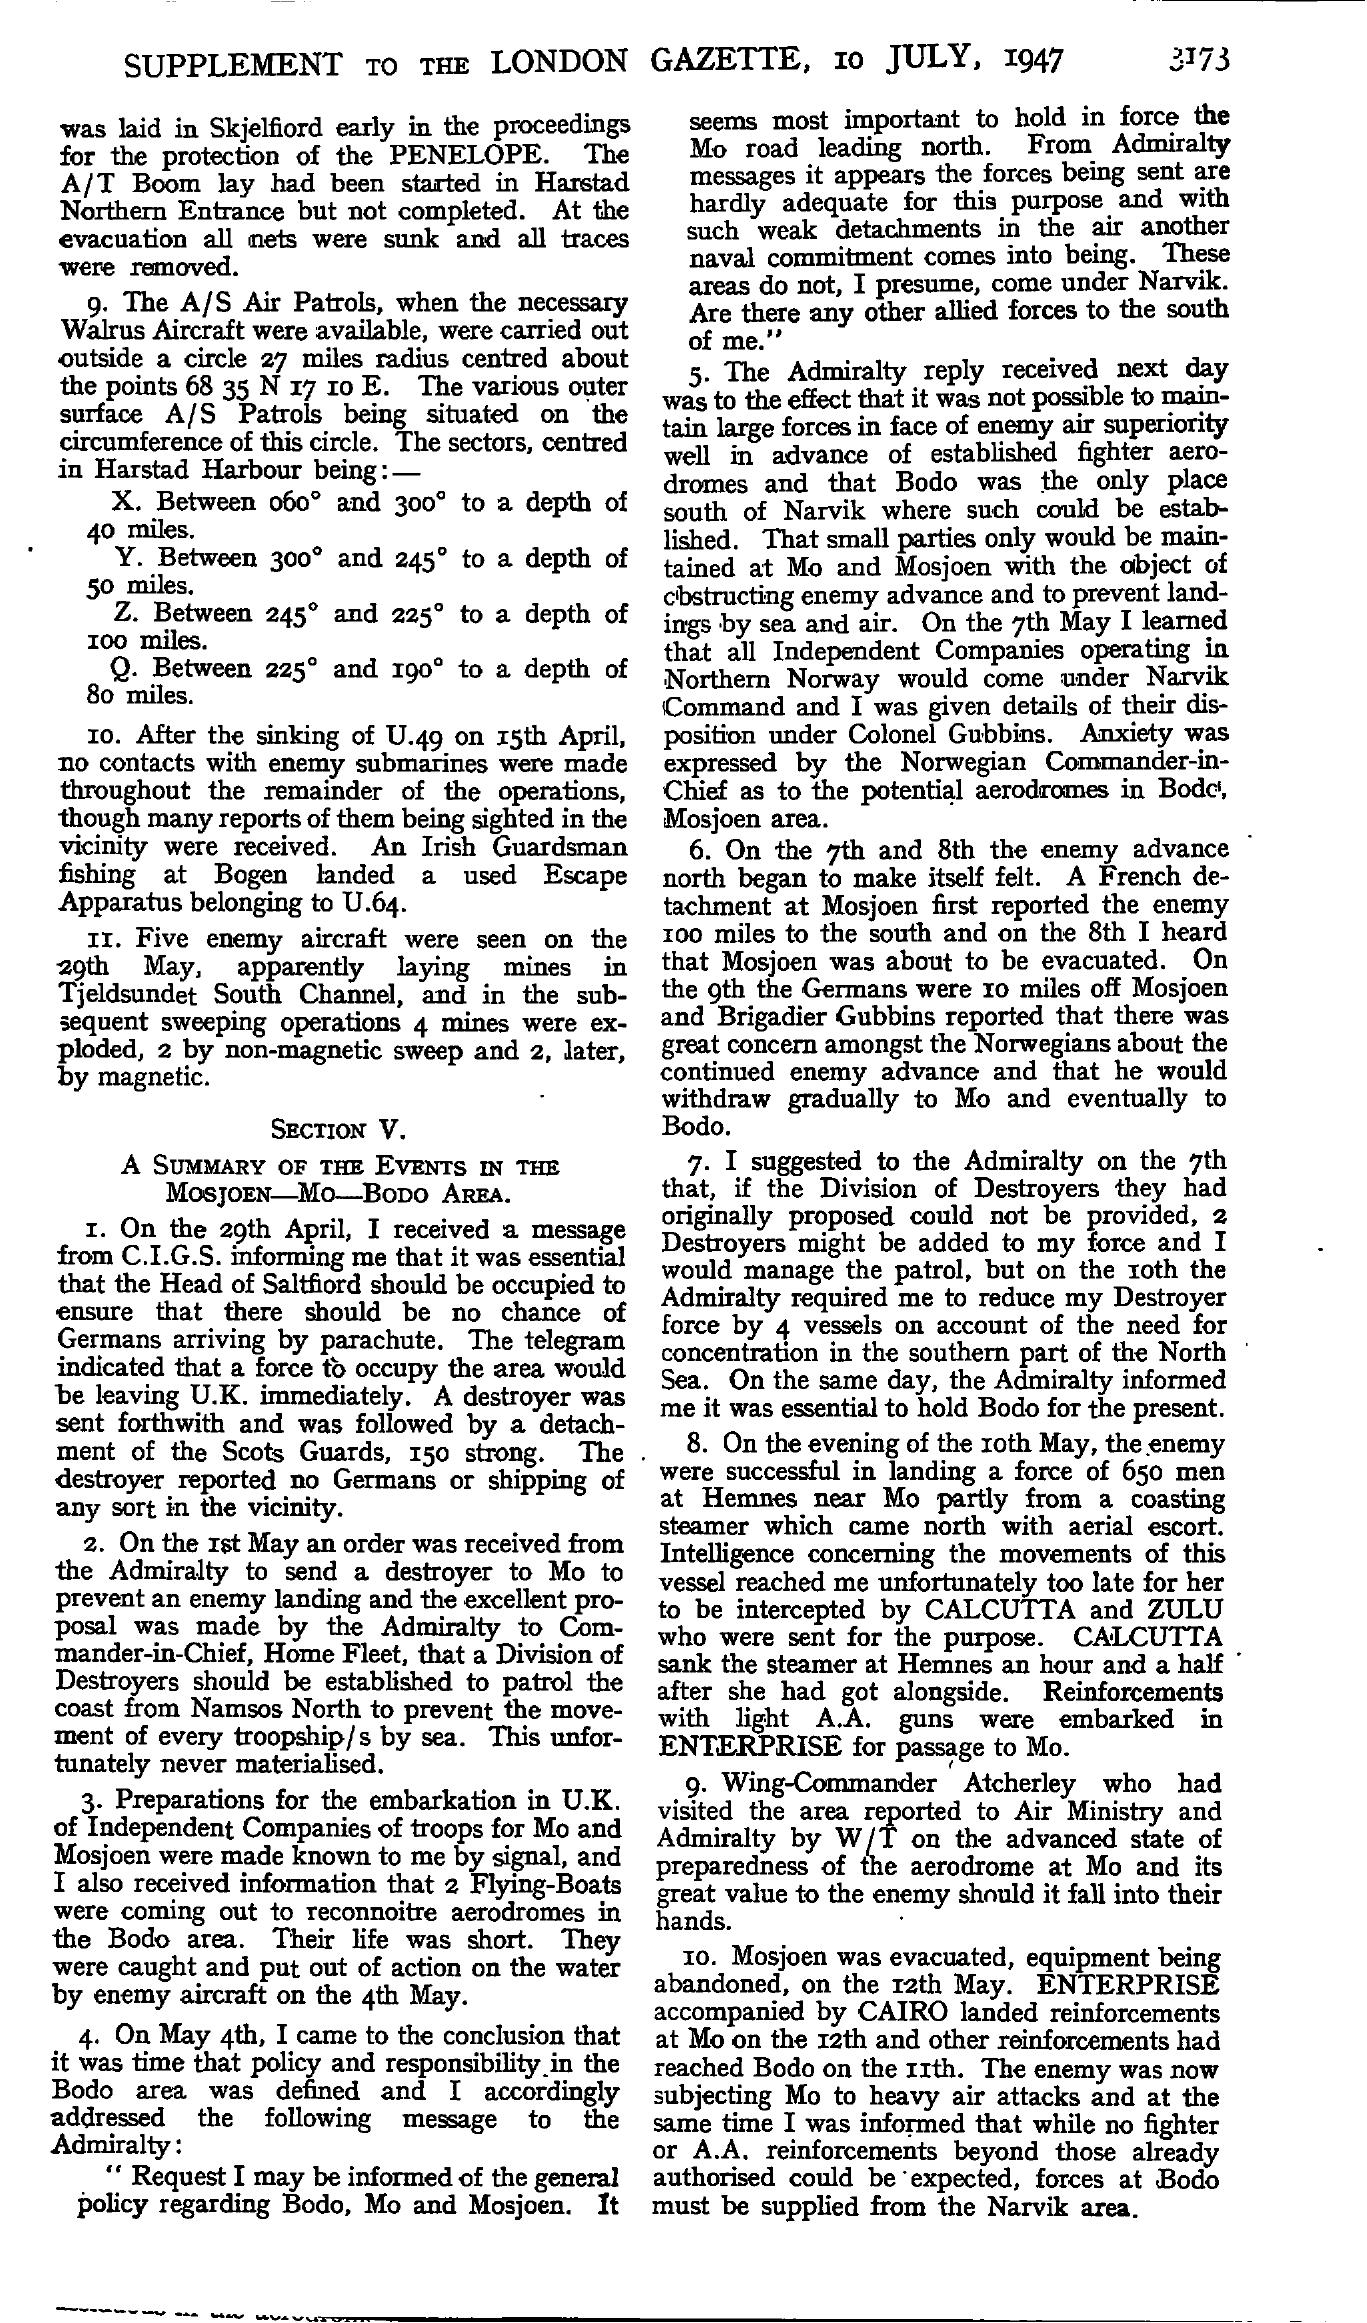 SUPPLEMENT TO THE LONDON GAZETTE, 10 JULY, 1947 3173
was laid in Skjelfiord early in the proceedings
for the protection of the PENELOPE. The
A/T Boom lay had been started in Harstad
Northern Entrance but not completed. At the
evacuation all nets were sunk and all traces
were removed.
9. The A/S Air Patrols, when the necessary
Walrus Aircraft were available, were carried out
outside a circle 27 miles radius centred about
the points 68 35 N 17 10 E. The various outer
surface A/S Patrols being situated on the
circumference of this circle. The sectors, centred
in Harstad Harbour being:—
X. Between 060° and 300° to a depth of
40 miles.
Y. Between 300° and 245° to a depth of
50 miles.
Z. Between 245° and 225° to a depth of
100 miles.
Q. Between 225° and 190° to a depth of
80 miles.
10. After the sinking of U.49 on 15th April,
no contacts with enemy submarines were made
throughout the remainder of the operations,
though many reports of them being sighted in the
vicinity were received. An Irish Guardsman
fishing at Bogen landed a used Escape
Apparatus belonging to U.64.
11. Five enemy aircraft were seen on the
29th May, apparently laying mines in
Tjeldsundet South Channel, and in the sub-
sequent sweeping operations 4 mines were ex-
ploded, 2 by non-magnetic sweep and 2, later,
by magnetic.
SECTION V.
A SUMMARY OF THE EVENTS IN THE
MOSJOEN—MO—BODO AREA.
1. On the 29th April, I received a message
from C.I.G.S. informing me that it was essential
that the Head of Saltfiord should be occupied to
ensure that there should be no chance of
Germans arriving by parachute. The telegram
indicated that a force to occupy the area would
be leaving U.K. immediately. A destroyer was
sent forthwith and was followed by a detach-
ment of the Scots Guards, 150 strong. The
destroyer reported no Germans or shipping of
any sort in the vicinity.
2. On the 1st May an order was received from
the Admiralty to send a destroyer to Mo to
prevent an enemy landing and the excellent pro-
posal was made by the Admiralty to Com-
mander-in-Chief, Home Fleet, that a Division of
Destroyers should be established to patrol the
coast from Namsos North to prevent the move-
ment of every troopship/s by sea. This unfor-
tunately never materialised.
3. Preparations for the embarkation in U.K.
of Independent Companies of troops for Mo and
Mosjoen were made known to me by signal, and
I also received information that 2 Flying-Boats
were coming out to reconnoitre aerodromes in
the Bodo area. Their life was short. They
were caught and put out of action on the water
by enemy aircraft on the 4th May.
4. On May 4th, I came to the conclusion that
it was time that policy and responsibility in the
Bodo area was defined and I accordingly
addressed the following message to the
Admiralty:
" Request I may be informed of the general
policy regarding Bodo, Mo and Mosjoen. It
seems most important to hold in force the
Mo road leading north. From Admiralty
messages it appears the forces being sent are
hardly adequate for this purpose and with
such weak detachments in the air another
naval commitment comes into being. These
areas do not, I presume, come under Narvik.
Are there any other allied forces to the south
of me."
5. The Admiralty reply received next day
was to the effect that it was not possible to main-
tain large forces in face of enemy air superiority
well in advance of established fighter aero-
dromes and that Bodo was the only place
south of Narvik where such could be estab-
lished. That small parties only would be main-
tained at Mo and Mosjoen with the object of
obstructing enemy advance and to prevent land-
ings by sea and air. On the 7th May I learned
that all Independent Companies operating in
Northern Norway would come under Narvik
Command and I was given details of their dis-
position under Colonel Gubbins. Anxiety was
expressed by the Norwegian Commander-in-
Chief as to the potential aerodromes in Bodo,
Mosjoen area.
6. On the 7th and 8th the enemy advance
north began to make itself felt. A French de-
tachment at Mosjoen first reported the enemy
100 miles to the south and on the 8th I heard
that Mosjoen was about to be evacuated. On
the 9th the Germans were 10 miles off Mosjoen
and Brigadier Gubbins reported that there was
great concern amongst the Norwegians about the
continued enemy advance and that he would
withdraw gradually to Mo and eventually to
Bodo.
7. I suggested to the Admiralty on the 7th
that, if the Division of Destroyers they had
originally proposed could not be provided, 2
Destroyers might be added to my force and I
would manage the patrol, but on the 10th the
Admiralty required me to reduce my Destroyer
force by 4 vessels on account of the need for
concentration in the southern part of the North
Sea. On the same day, the Admiralty informed
me it was essential to hold Bodo for the present.
8. On the evening of the 10th May, the enemy
were successful in landing a force of 650 men
at Hemnes near Mo partly from a coasting
steamer which came north with aerial escort.
Intelligence concerning the movements of this
vessel reached me unfortunately too late for her
to be intercepted by CALCUTTA and ZULU
who were sent for the purpose. CALCUTTA
sank the steamer at Hemnes an hour and a half
after she had got alongside. Reinforcements
with light A.A. guns were embarked in
ENTERPRISE for passage to Mo.
9. Wing-Commander Atcherley who had
visited the area reported to Air Ministry and
Admiralty by W/T on the advanced state of
preparedness of the aerodrome at Mo and its
great value to the enemy should it fall into their
hands.
10. Mosjoen was evacuated, equipment being
abandoned, on the 12th May. ENTERPRISE
accompanied by CAIRO landed reinforcements
at Mo on the 12th and other reinforcements had
reached Bodo on the 11th. The enemy was now
subjecting Mo to heavy air attacks and at the
same time I was informed that while no fighter
or A.A. reinforcements beyond those already
authorised could be expected, forces at Bodo
must be supplied from the Narvik area.